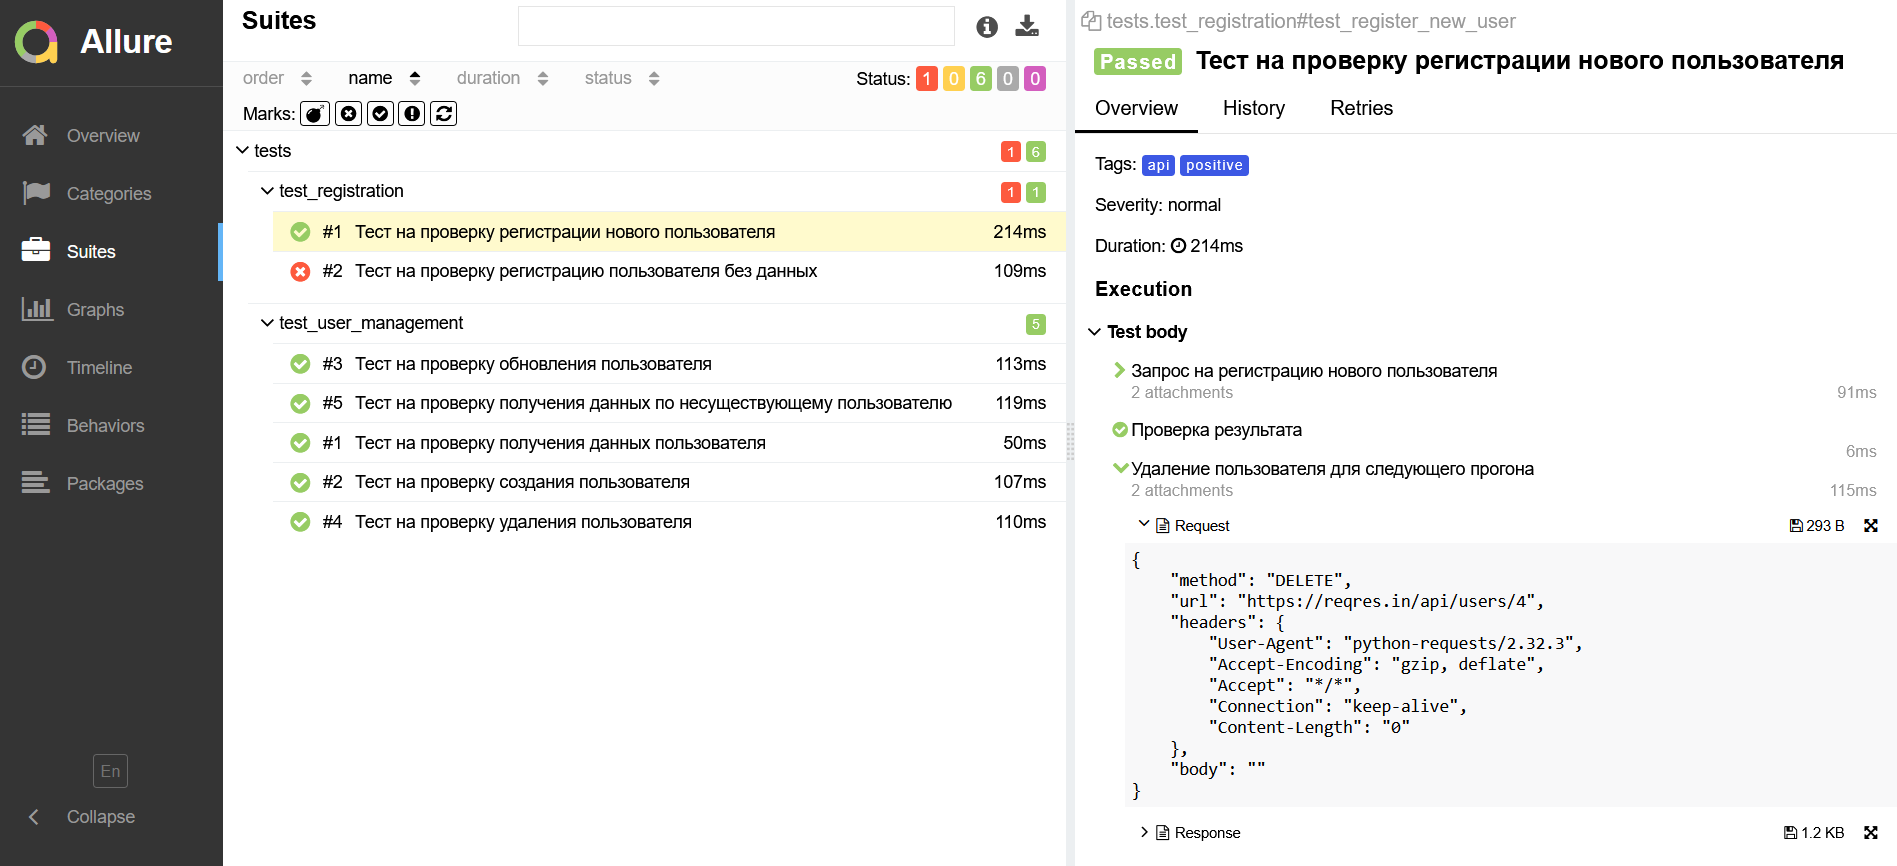 Allure
Overview
Categories
Suites
Graphs
Timeline
Behaviors
Packages
En
Collapse
Suites
order name duration status Status: 1 0 6 0 0
Marks:
tests 1 6
test_registration 1 1
#1 Тест на проверку регистрации нового пользователя 214ms
#2 Тест на проверку регистрацию пользователя без данных 109ms
test_user_management 5
#3 Тест на проверку обновления пользователя 113ms
#5 Тест на проверку получения данных по несуществующему пользователю 119ms
#1 Тест на проверку получения данных пользователя 50ms
#2 Тест на проверку создания пользователя 107ms
#4 Тест на проверку удаления пользователя 110ms
tests.test_registration#test_register_new_user
Passed Тест на проверку регистрации нового пользователя
Overview History Retries
Tags: api positive
Severity: normal
Duration: 214ms
Execution
Test body
Запрос на регистрацию нового пользователя
2 attachments 91ms
Проверка результата
6ms
Удаление пользователя для следующего прогона
2 attachments 115ms
Request 293 B
{
"method": "DELETE",
"url": "https://reqres.in/api/users/4",
"headers": {
"User-Agent": "python-requests/2.32.3",
"Accept-Encoding": "gzip, deflate",
"Accept": "*/*",
"Connection": "keep-alive",
"Content-Length": "0"
},
"body": ""
}
Response 1.2 KB